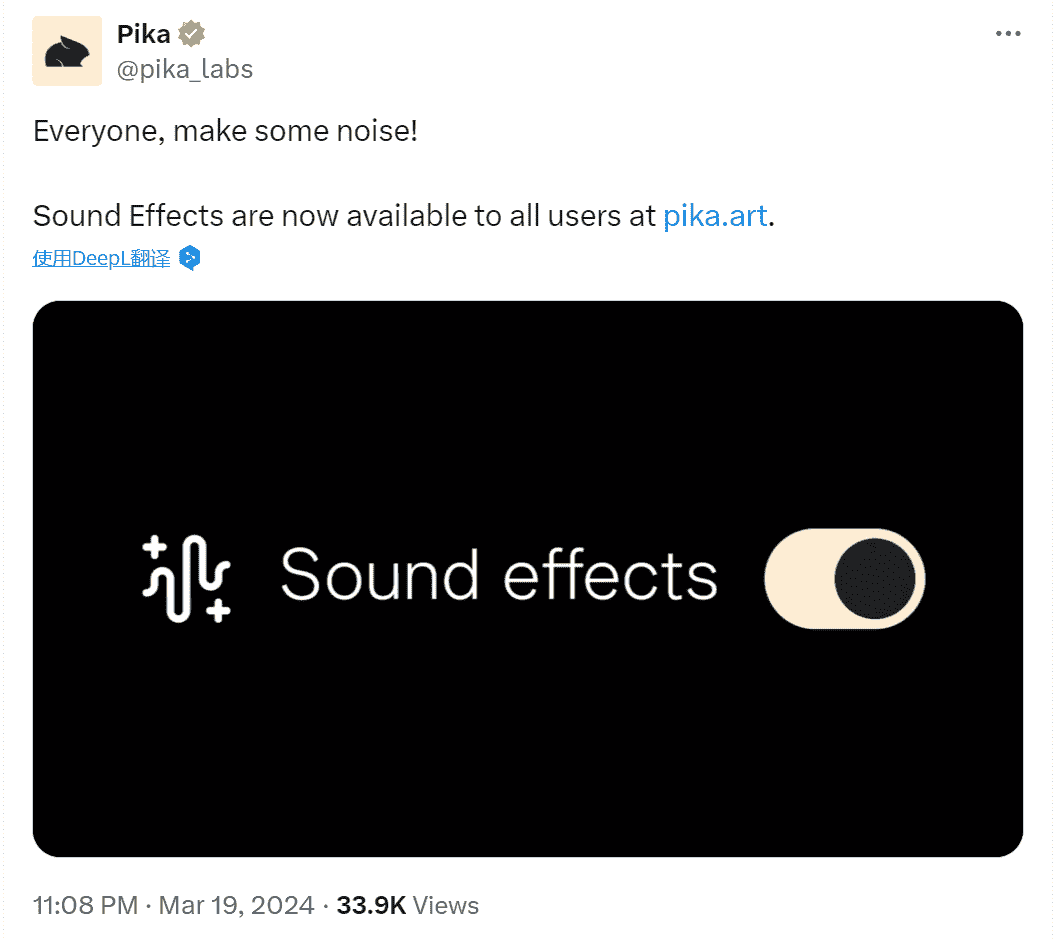 Pika
@pika_labs
Everyone, make some noise!
Sound Effects are now available to all users at pika.art.
使用DeepL翻译
Sound effects
11:08 PM · Mar 19, 2024 · 33.9K Views